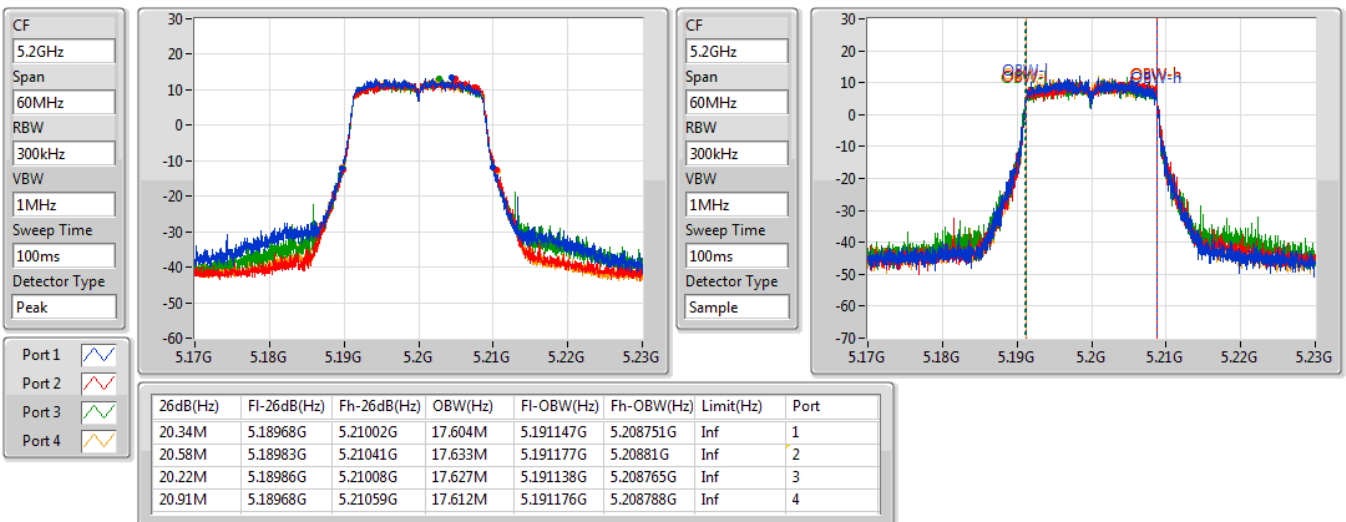 CF
5.2GHz
Span
60MHz
RBW
300kHz
VBW
1MHz
Sweep Time
100ms
Detector Type
Peak
30
20
10
0
-10
-20
-30
-40
-50
-60
5.17G 5.18G 5.19G 5.2G 5.21G 5.22G 5.23G
CF
5.2GHz
Span
60MHz
RBW
300kHz
VBW
1MHz
Sweep Time
100ms
Detector Type
Sample
30
20
10
0
-10
-20
-30
-40
-50
-60
-70
OBW-l OBW-h
5.17G 5.18G 5.19G 5.2G 5.21G 5.22G 5.23G
Port 1
Port 2
Port 3
Port 4
26dB(Hz) Fl-26dB(Hz) Fh-26dB(Hz) OBW(Hz) Fl-OBW(Hz) Fh-OBW(Hz) Limit(Hz) Port
20.34M 5.18968G 5.21002G 17.604M 5.191147G 5.208751G Inf 1
20.58M 5.18983G 5.21041G 17.633M 5.191177G 5.20881G Inf 2
20.22M 5.18986G 5.21008G 17.627M 5.191138G 5.208765G Inf 3
20.91M 5.18968G 5.21059G 17.612M 5.191176G 5.208788G Inf 4